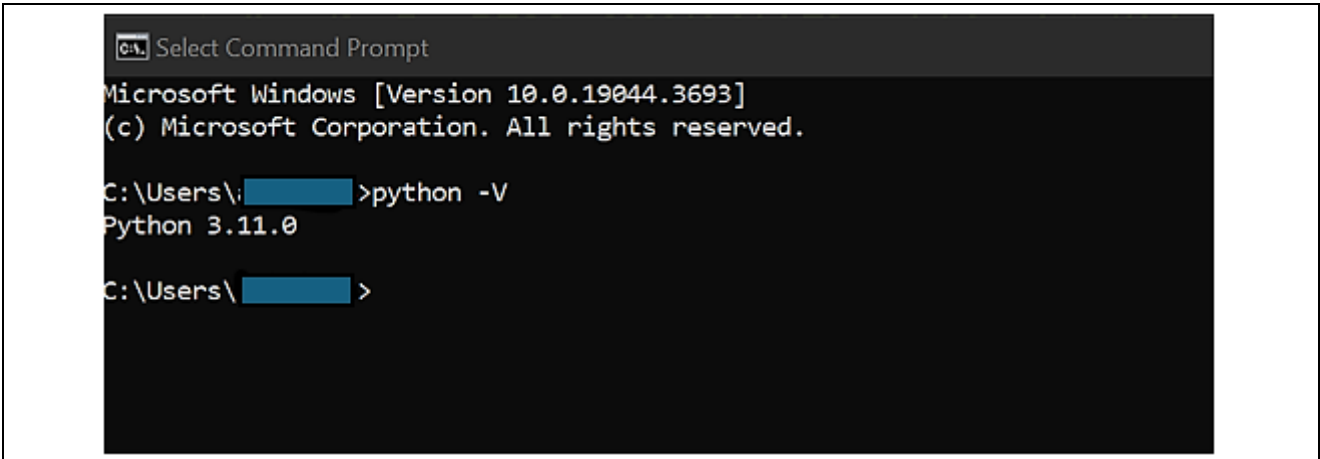 Select Command Prompt
Microsoft Windows [Version 10.0.19044.3693]
(c) Microsoft Corporation. All rights reserved.
C:\Users\ >python -V
Python 3.11.0
C:\Users\ >